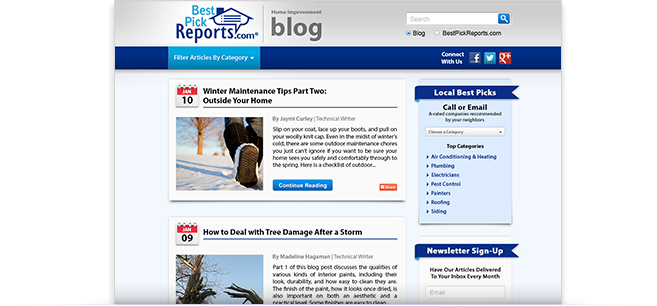 Best
Pick
Reports.com®
Home Improvement
blog
Search
Blog
BestPickReports.com
Filter Articles By Category
Connect
With Us
JAN
10
Winter Maintenance Tips Part Two:
Outside Your Home
By Jaymi Curley | Technical Writer
Slip on your coat, lace up your boots, and pull on
your woolly knit cap. Even in the midst of winter's
cold, there are some outdoor maintenance chores
you just can't ignore if you want to be sure your
home sees you safely and comfortably through to
the spring. Here is a checklist of outdoor...
Continue Reading
Share
JAN
09
How to Deal with Tree Damage After a Storm
By Madeline Hagaman | Technical Writer
Part 1 of this blog post discusses the qualities of
various kinds of interior paints, including their
look, durability, and how easy to clean they are.
The finish of the paint, how it looks once dried, is
also important on both an aesthetic and a
practical level. Some finishes are easy to clean
Local Best Picks
Call or Email
A-rated companies recommended
by your neighbors
Choose a Category
Top Categories
Air Conditioning & Heating
Plumbing
Electricians
Pest Control
Painters
Roofing
Siding
Newsletter Sign-Up
Have Our Articles Delivered
To Your Inbox Every Month
Email